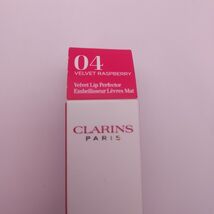 04
VELVET RASPBERRY
Velvet Lip Perfector
Embellisseur Lèvres Mat
CLARINS
PARIS